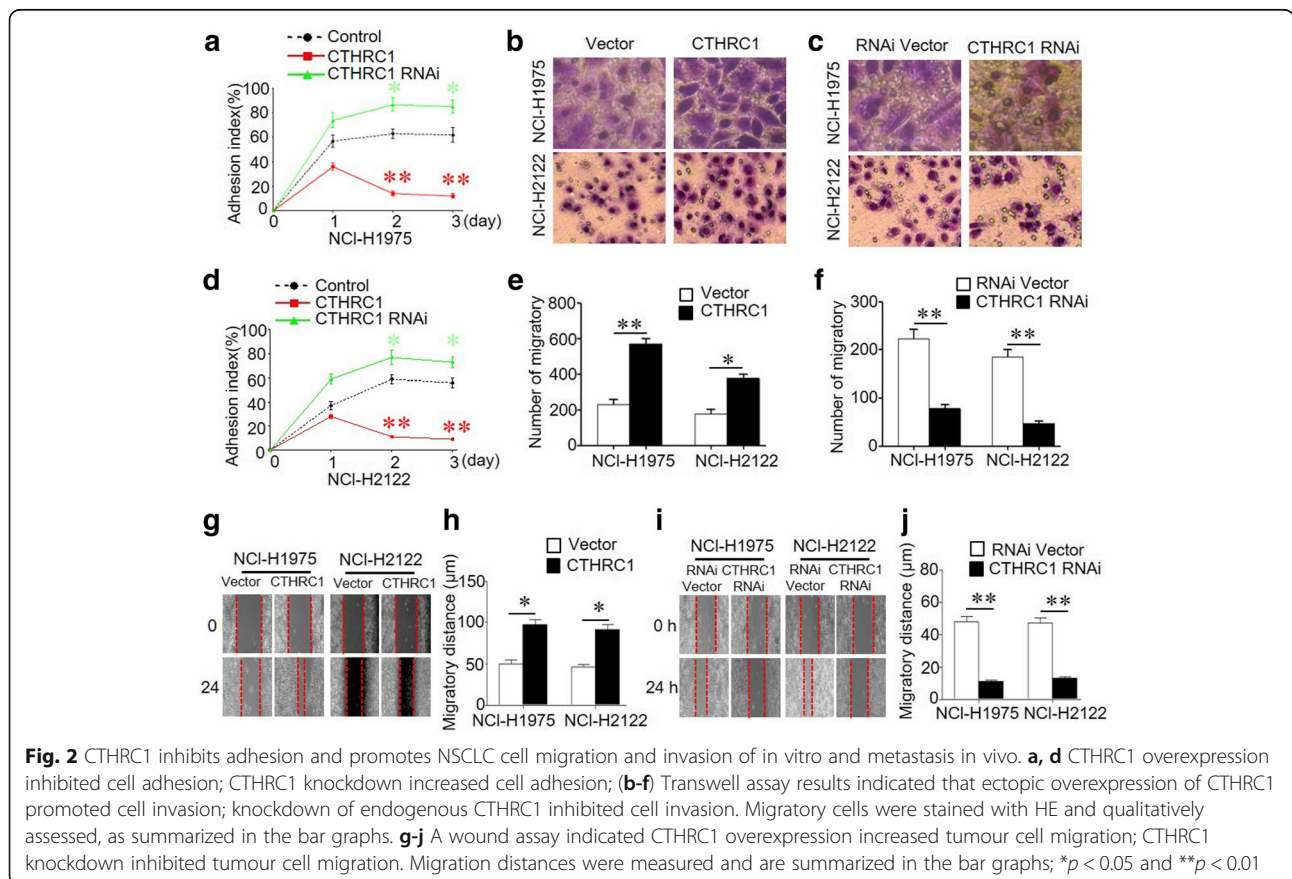 a
Control
CTHRC1
CTHRC1 RNAi
Adhesion index(%)
100
80
60
40
20
0
* *
** **
0 1 2 3 (day)
NCI-H1975
b
Vector CTHRC1
NCI-H1975
NCI-H2122
c
RNAi Vector CTHRC1 RNAi
NCI-H1975
NCI-H2122
d
Control
CTHRC1
CTHRC1 RNAi
Adhesion index(%)
100
80
60
40
20
0
* *
** **
0 1 2 3 (day)
NCI-H2122
e
Vector
CTHRC1
Number of migratory
800
600
400
200
0
** *
NCI-H1975 NCI-H2122
f
RNAi Vector
CTHRC1 RNAi
Number of migratory
300
200
100
0
** **
NCI-H1975 NCI-H2122
g
NCI-H1975 NCI-H2122
Vector CTHRC1 Vector CTHRC1
0
24
h
Vector
CTHRC1
Migratory distance (µm)
150
100
50
0
* *
NCI-H1975 NCI-H2122
i
NCI-H1975 NCI-H2122
RNAi CTHRC1 RNAi CTHRC1
Vector RNAi Vector RNAi
0 h
24 h
j
RNAi Vector
CTHRC1 RNAi
Migratory distance (µm)
80
60
40
20
0
** **
NCI-H1975 NCI-H2122
Fig. 2 CTHRC1 inhibits adhesion and promotes NSCLC cell migration and invasion of in vitro and metastasis in vivo. a, d CTHRC1 overexpression
inhibited cell adhesion; CTHRC1 knockdown increased cell adhesion; (b-f) Transwell assay results indicated that ectopic overexpression of CTHRC1
promoted cell invasion; knockdown of endogenous CTHRC1 inhibited cell invasion. Migratory cells were stained with HE and qualitatively
assessed, as summarized in the bar graphs. g-j A wound assay indicated CTHRC1 overexpression increased tumour cell migration; CTHRC1
knockdown inhibited tumour cell migration. Migration distances were measured and are summarized in the bar graphs; *p < 0.05 and **p < 0.01